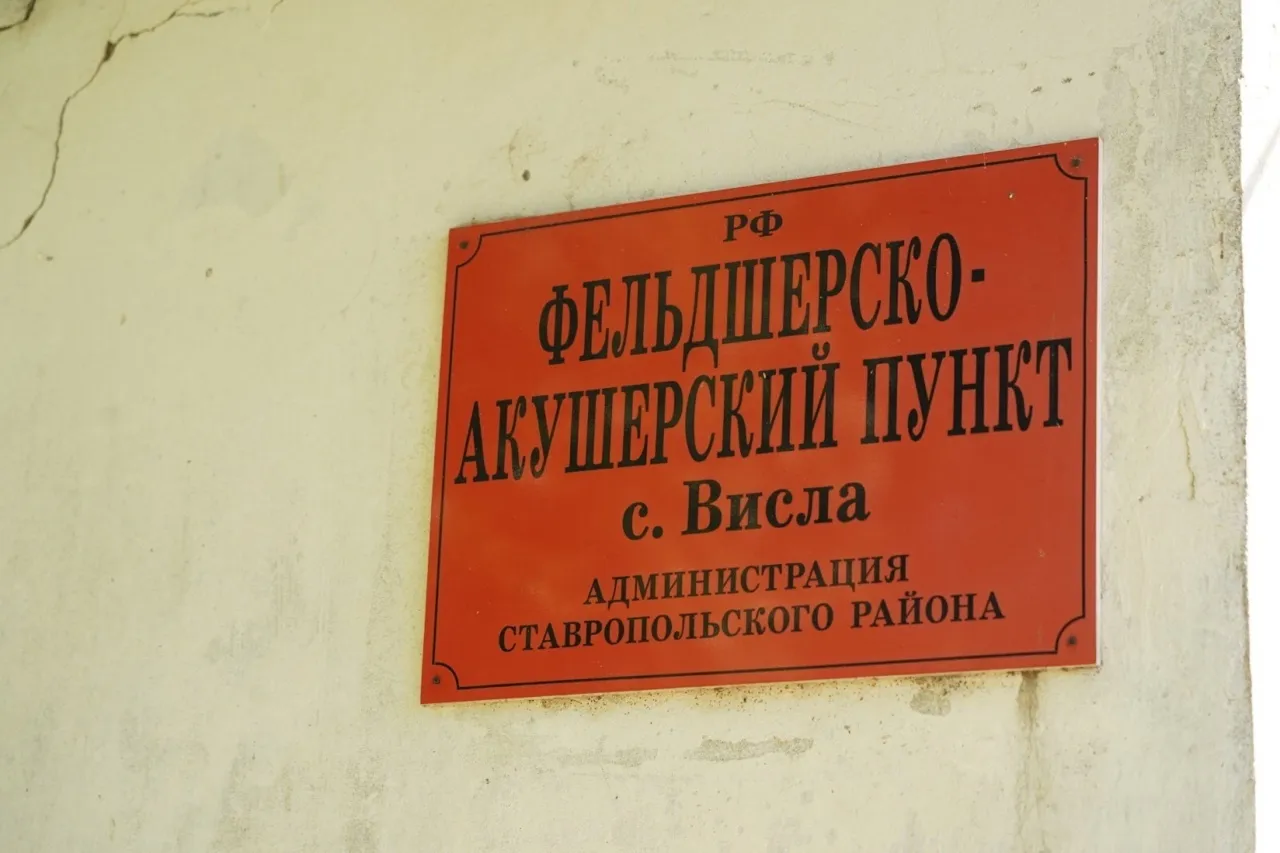 РФ
ФЕЛЬДШЕРСКО-
АКУШЕРСКИЙ ПУНКТ
с. Висла
АДМИНИСТРАЦИЯ
СТАВРОПОЛЬСКОГО РАЙОНА